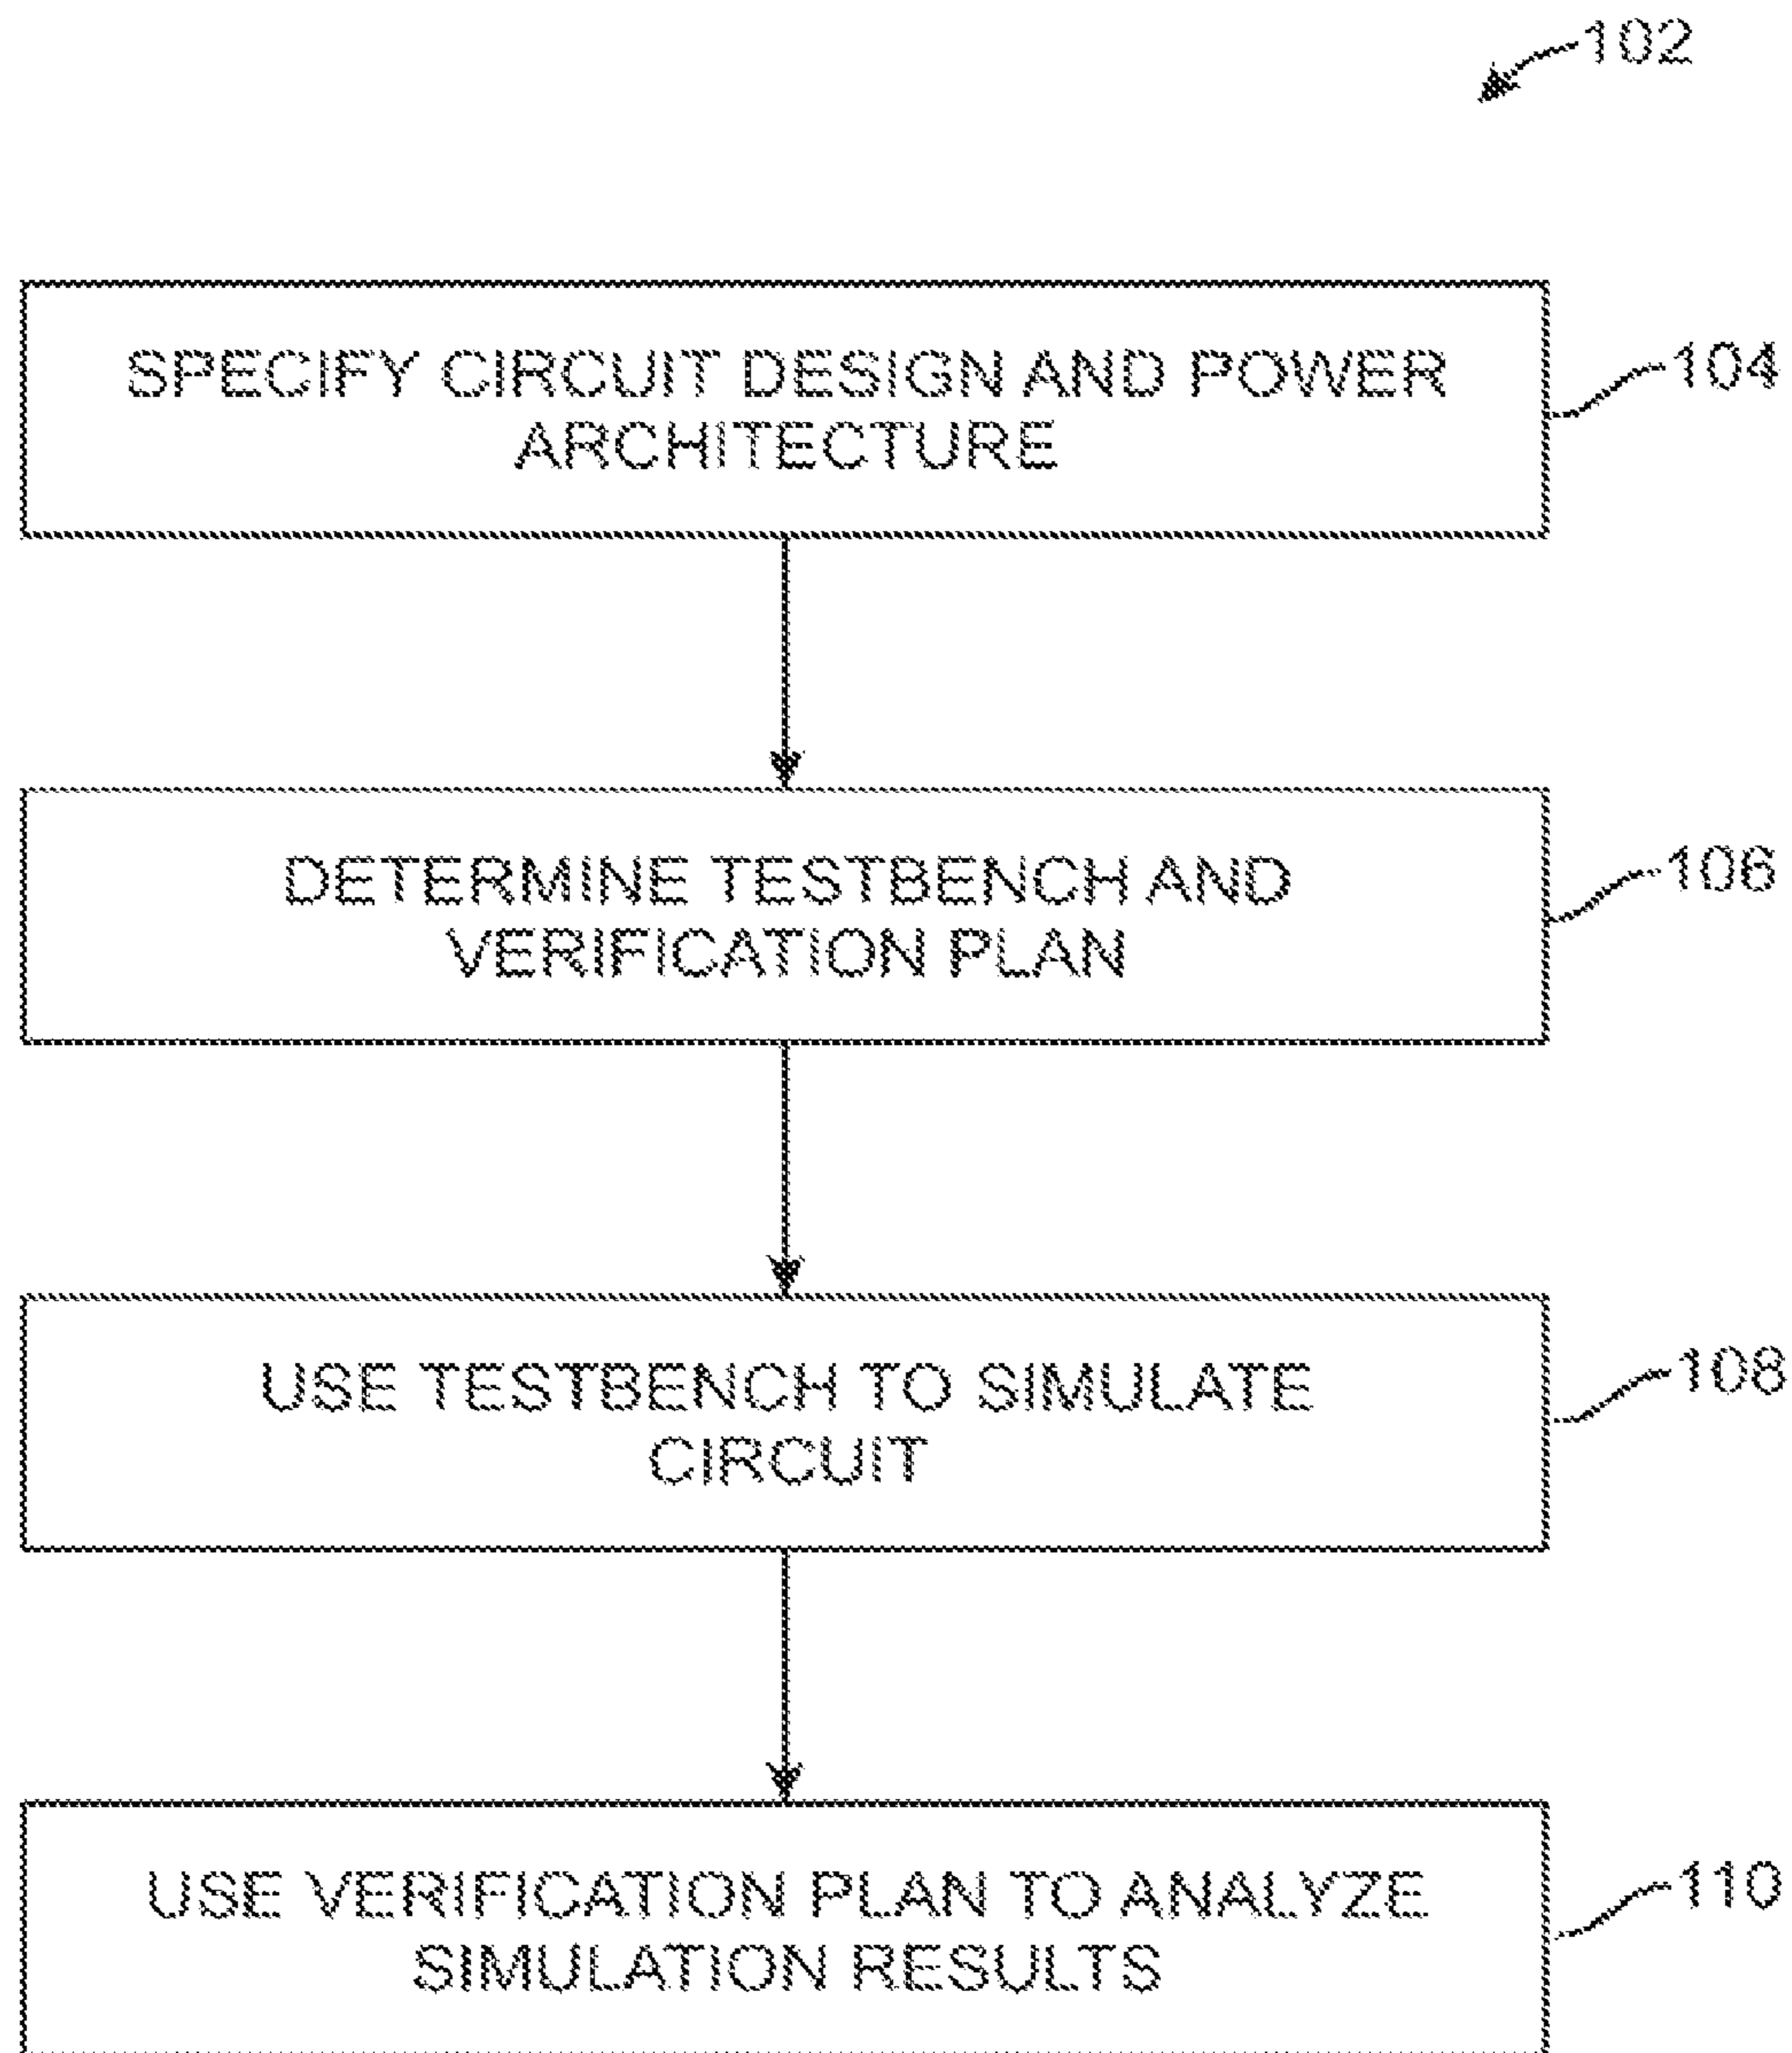 102
SPECIFY CIRCUIT DESIGN AND POWER
ARCHITECTURE
104
DETERMINE TESTBENCH AND
VERIFICATION PLAN
106
USE TESTBENCH TO SIMULATE
CIRCUIT
108
USE VERIFICATION PLAN TO ANALYZE
SIMULATION RESULTS
110